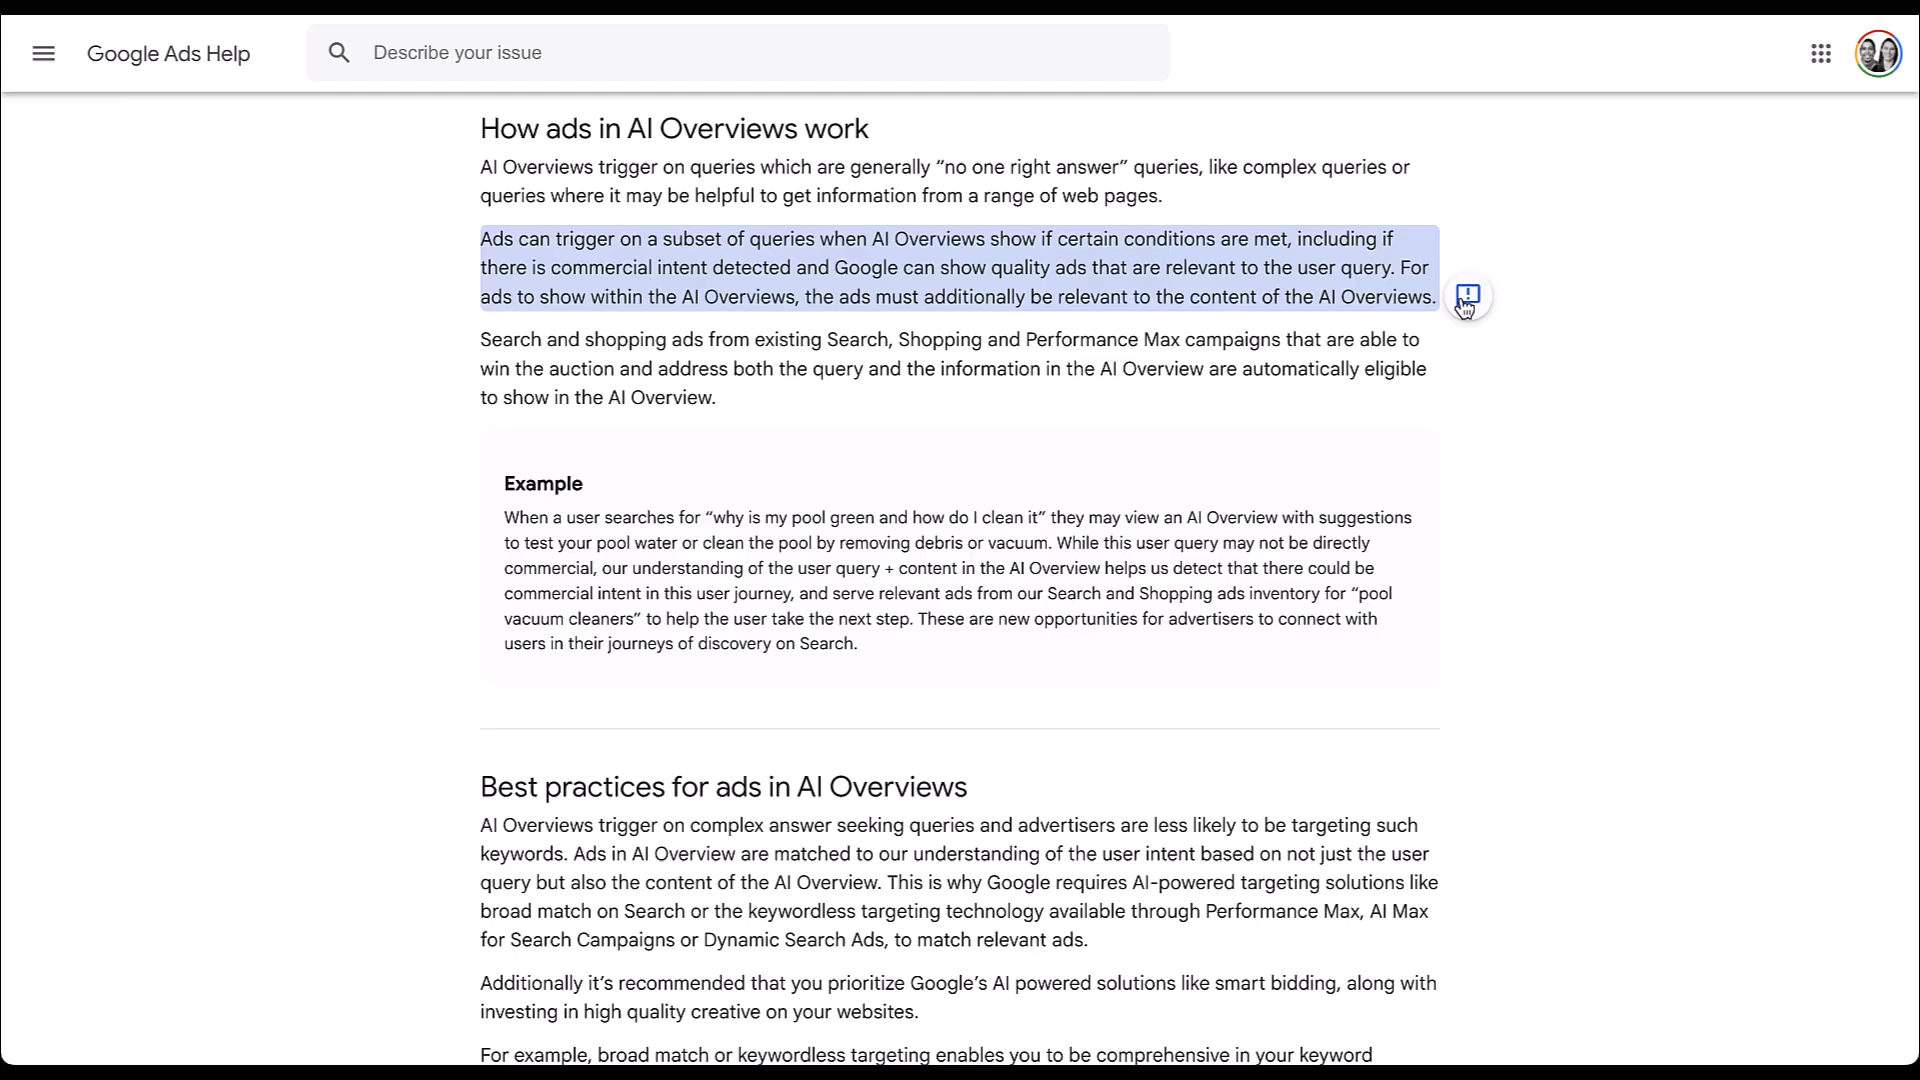 Google Ads Help
Describe your issue
How ads in AI Overviews work
AI Overviews trigger on queries which are generally “no one right answer” queries, like complex queries or
queries where it may be helpful to get information from a range of web pages.
Ads can trigger on a subset of queries when AI Overviews show if certain conditions are met, including if
there is commercial intent detected and Google can show quality ads that are relevant to the user query. For
ads to show within the AI Overviews, the ads must additionally be relevant to the content of the AI Overviews.
Search and shopping ads from existing Search, Shopping and Performance Max campaigns that are able to
win the auction and address both the query and the information in the AI Overview are automatically eligible
to show in the AI Overview.
Example
When a user searches for “why is my pool green and how do I clean it” they may view an AI Overview with suggestions
to test your pool water or clean the pool by removing debris or vacuum. While this user query may not be directly
commercial, our understanding of the user query + content in the AI Overview helps us detect that there could be
commercial intent in this user journey, and serve relevant ads from our Search and Shopping ads inventory for “pool
vacuum cleaners” to help the user take the next step. These are new opportunities for advertisers to connect with
users in their journeys of discovery on Search.
Best practices for ads in AI Overviews
AI Overviews trigger on complex answer seeking queries and advertisers are less likely to be targeting such
keywords. Ads in AI Overview are matched to our understanding of the user intent based on not just the user
query but also the content of the AI Overview. This is why Google requires AI-powered targeting solutions like
broad match on Search or the keywordless targeting technology available through Performance Max, AI Max
for Search Campaigns or Dynamic Search Ads, to match relevant ads.
Additionally it’s recommended that you prioritize Google’s AI powered solutions like smart bidding, along with
investing in high quality creative on your websites.
For example, broad match or keywordless targeting enables you to be comprehensive in your keyword